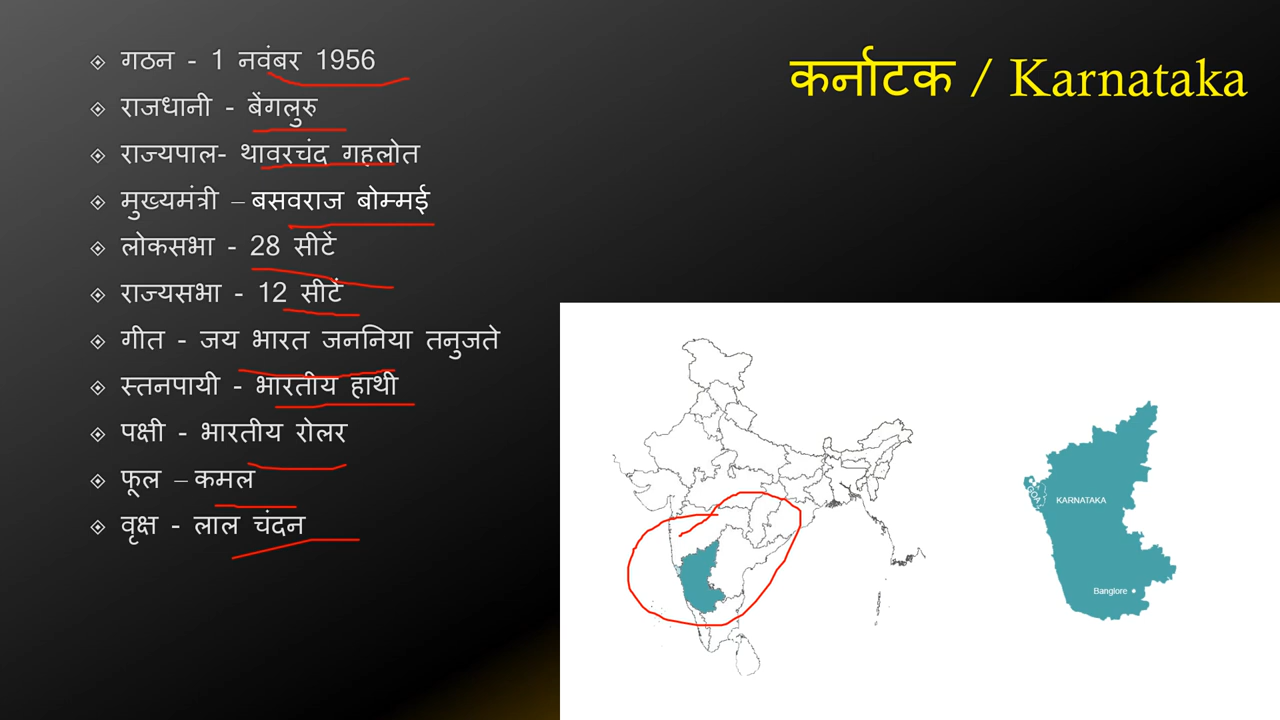 कर्नाटक / Karnataka
गठन - 1 नवंबर 1956
राजधानी - बेंगलुरु
राज्यपाल- थावरचंद गहलोत
मुख्यमंत्री – बसवराज बोम्मई
लोकसभा - 28 सीटें
राज्यसभा - 12 सीटें
गीत - जय भारत जननिया तनुजते
स्तनपायी - भारतीय हाथी
पक्षी - भारतीय रोलर
फूल – कमल
वृक्ष - लाल चंदन
GOA
KARNATAKA
Banglore